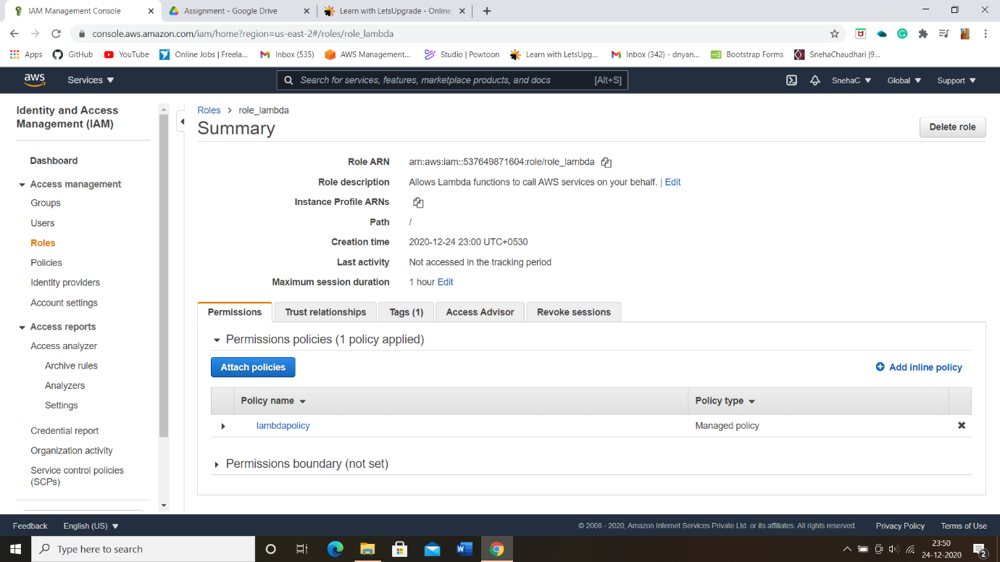 IAM Management Console
Assignment - Google Drive
Learn with LetsUpgrade - Online
console.aws.amazon.com/iam/home?region=us-east-2#/roles/role_lambda
Apps GitHub YouTube Online Jobs | Freela... Inbox (535) AWS Management... Studio | Powtoon Learn with LetsUpg... Inbox (342) - dnyan... Bootstrap Forms SnehaChaudhari |9...
aws Services Search for services, features, marketplace products, and docs [Alt+S] SnehaC Global Support
Identity and Access
Management (IAM)
Dashboard
Access management
Groups
Users
Roles
Policies
Identity providers
Account settings
Access reports
Access analyzer
Archive rules
Analyzers
Settings
Credential report
Organization activity
Service control policies
(SCPs)
Roles > role_lambda
Summary
Delete role
Role ARN arn:aws:iam::537649871604:role/role_lambda
Role description Allows Lambda functions to call AWS services on your behalf. | Edit
Instance Profile ARNs
Path /
Creation time 2020-12-24 23:00 UTC+0530
Last activity Not accessed in the tracking period
Maximum session duration 1 hour Edit
Permissions Trust relationships Tags (1) Access Advisor Revoke sessions
Permissions policies (1 policy applied)
Attach policies Add inline policy
Policy name Policy type
lambdapolicy Managed policy
Permissions boundary (not set)
Feedback English (US) © 2008 - 2020, Amazon Internet Services Private Ltd. or its affiliates. All rights reserved. Privacy Policy Terms of Use
Type here to search
23:50
24-12-2020
2